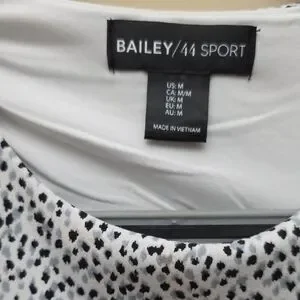 BAILEY/44 SPORT
US: M
CA: M/M
UK: M
EU: M
AU: M
MADE IN VIETNAM